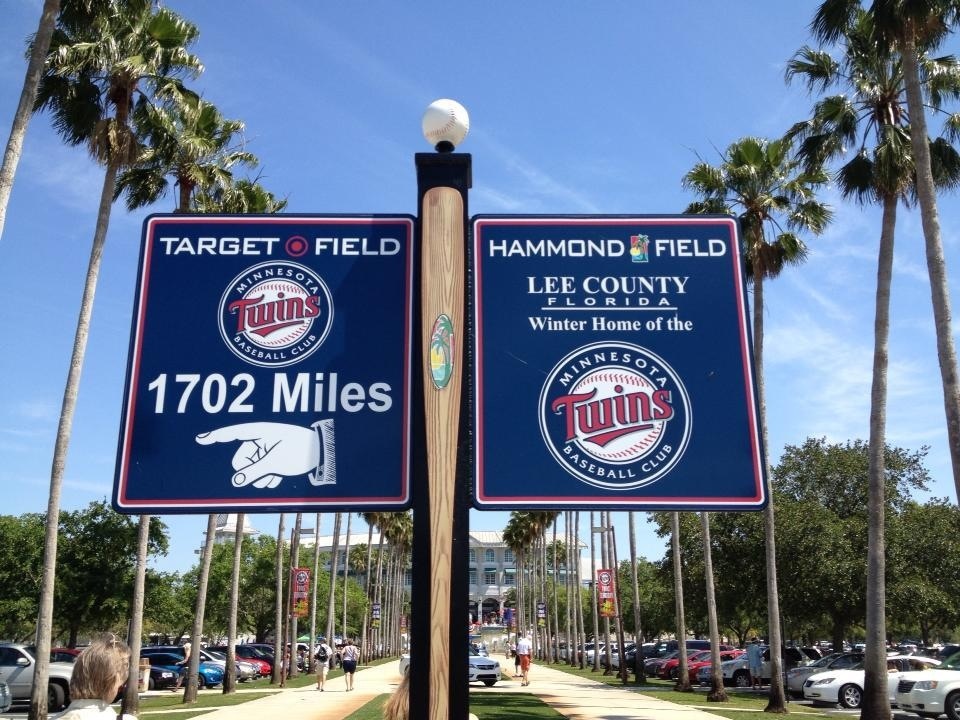 TARGET FIELD
MINNESOTA
Twins
BASEBALL CLUB
1702 Miles
HAMMOND FIELD
LEE COUNTY
FLORIDA
Winter Home of the
MINNESOTA
Twins
BASEBALL CLUB